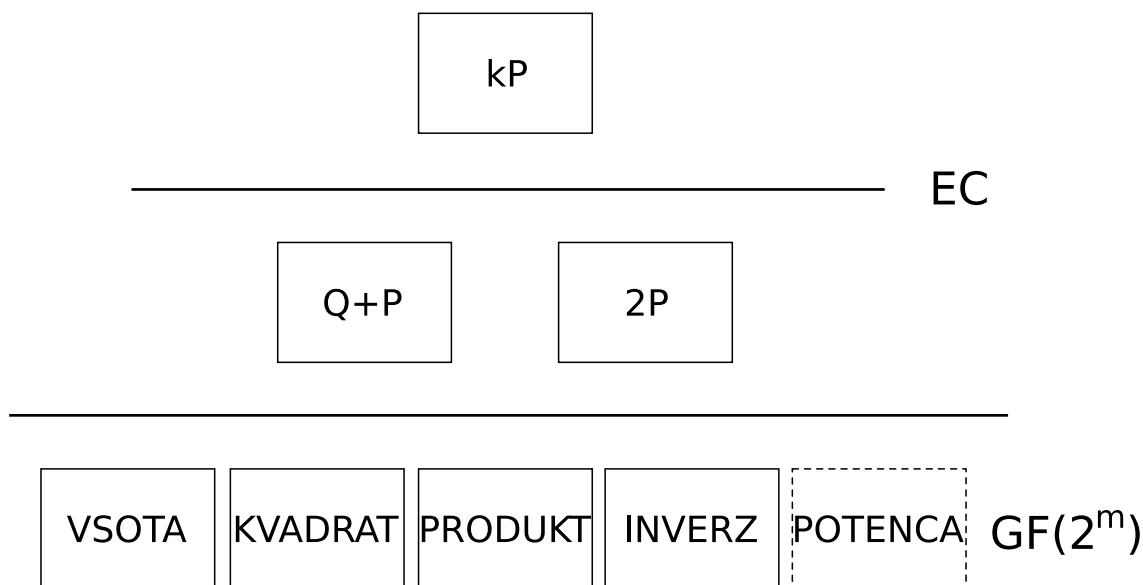 kP
EC
Q+P 2P
VSOTA KVADRAT PRODUKT INVERZ POTENCA GF(2^m)